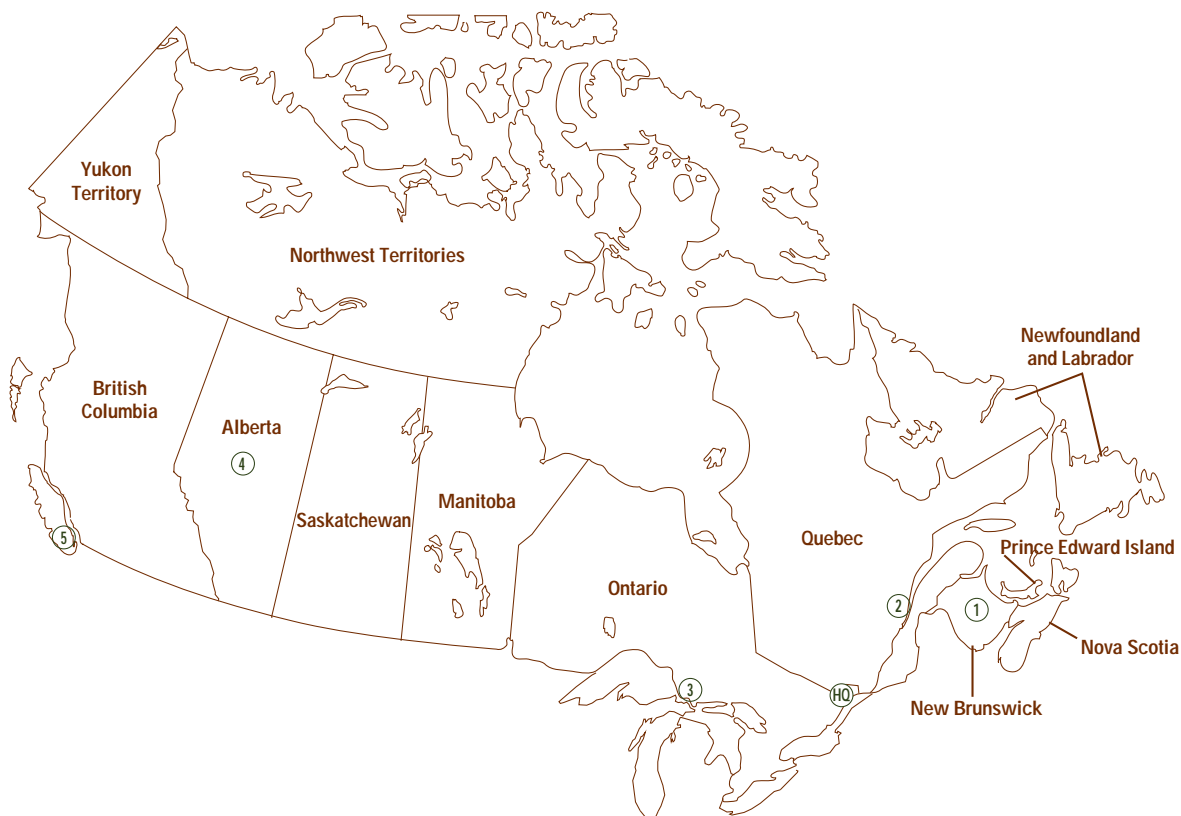 Yukon
Territory
Northwest Territories
Newfoundland
and Labrador
British
Columbia
Alberta
4
Manitoba
Saskatchewan
5
Quebec
Prince Edward Island
Ontario
2
1
Nova Scotia
3
HQ
New Brunswick